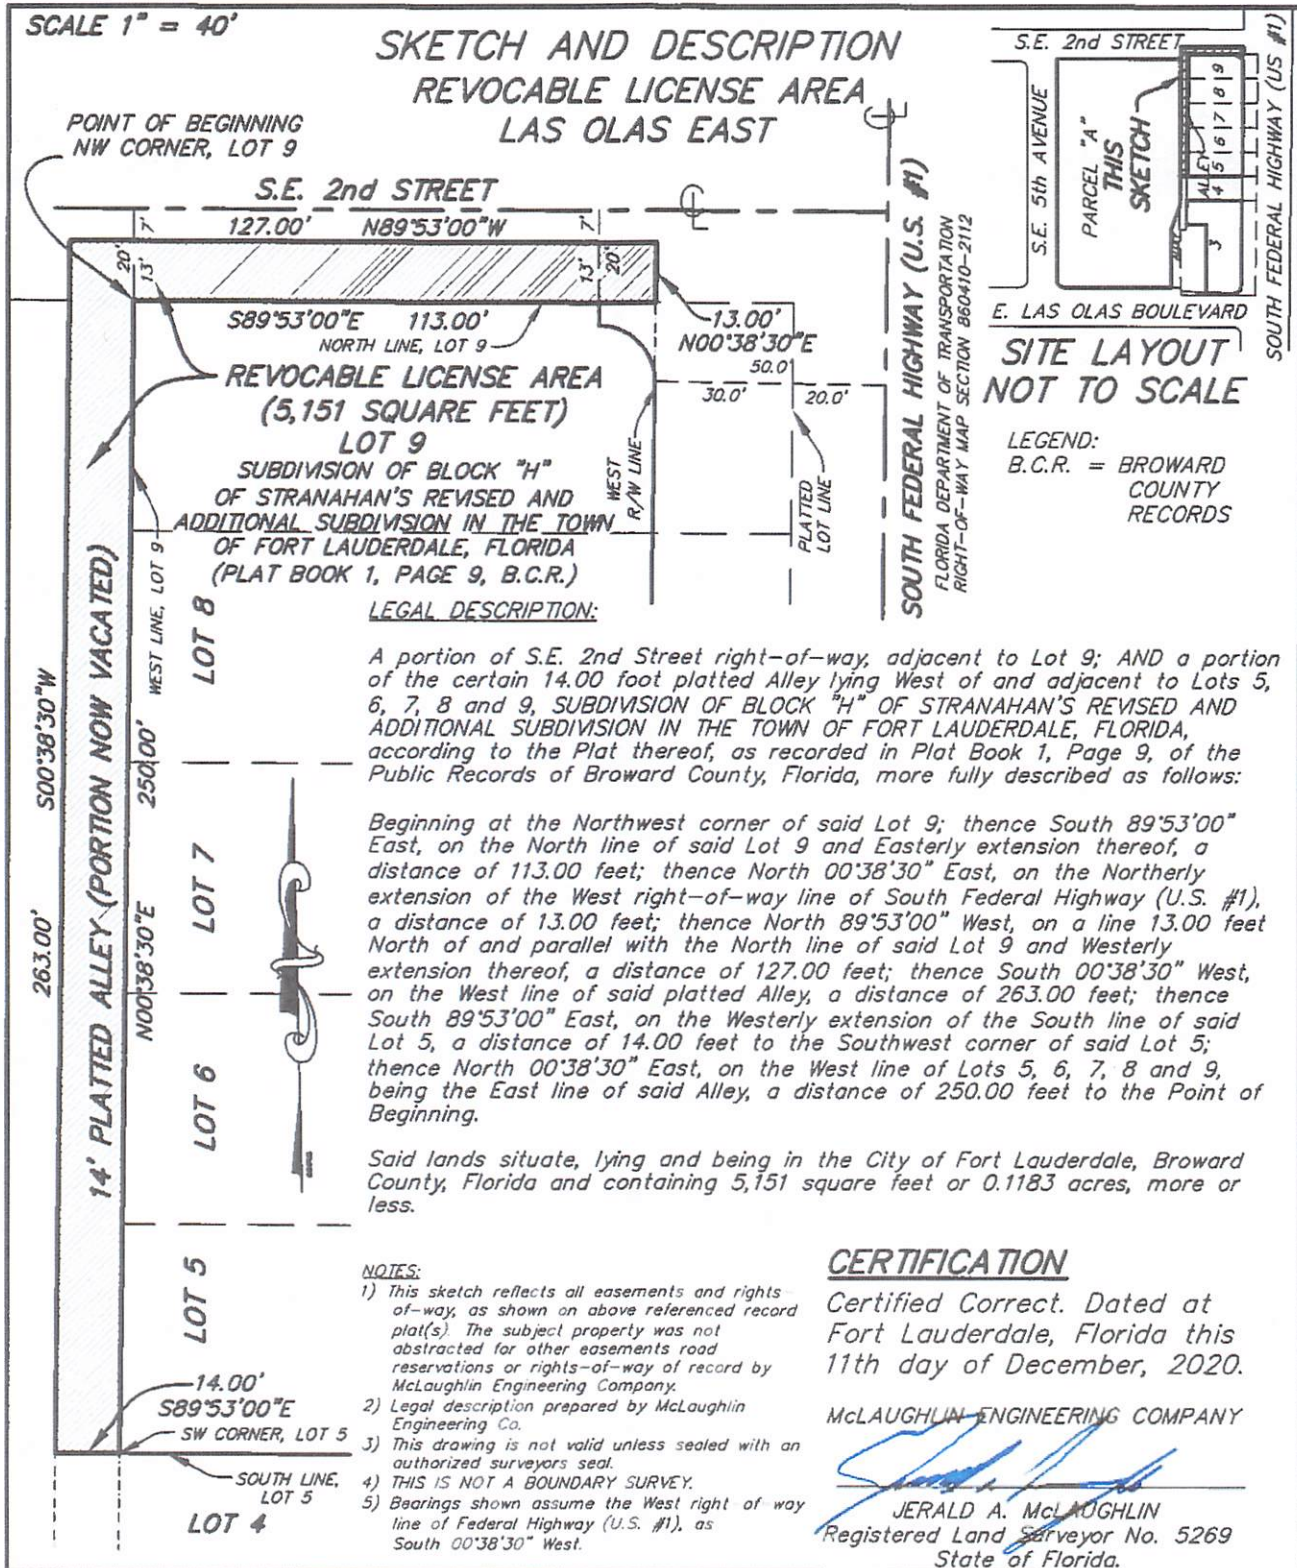 SCALE 1" = 40'
SKETCH AND DESCRIPTION
REVOCABLE LICENSE AREA
LAS OLAS EAST
POINT OF BEGINNING
NW CORNER, LOT 9
S.E. 2nd STREET
127.00' N89°53'00"W
7'
7'
20'
13'
13'
20'
S89°53'00"E 113.00'
NORTH LINE, LOT 9
13.00'
N00°38'30"E
50.0'
30.0'
20.0'
REVOCABLE LICENSE AREA
(5,151 SQUARE FEET)
LOT 9
SUBDIVISION OF BLOCK "H"
OF STRANAHAN'S REVISED AND
ADDITIONAL SUBDIVISION IN THE TOWN
OF FORT LAUDERDALE, FLORIDA
(PLAT BOOK 1, PAGE 9, B.C.R.)
WEST
R/W LINE
PLATTED
LOT LINE
SOUTH FEDERAL HIGHWAY (U.S. #1)
FLORIDA DEPARTMENT OF TRANSPORTATION
RIGHT-OF-WAY MAP SECTION 860410-2112
S.E. 2nd STREET
S.E. 5th AVENUE
PARCEL "A"
THIS
SKETCH
ALLEY
4 5 6 7 8 9
3
E. LAS OLAS BOULEVARD
SOUTH FEDERAL HIGHWAY (US #1)
SITE LAYOUT
NOT TO SCALE
LEGEND:
B.C.R. = BROWARD
COUNTY
RECORDS
S00°38'30"W
263.00'
14' PLATTED ALLEY (PORTION NOW VACATED)
WEST LINE, LOT 9
250.00'
N00°38'30"E
LOT 8
LOT 7
LOT 6
LOT 5
14.00'
S89°53'00"E
SW CORNER, LOT 5
SOUTH LINE,
LOT 5
LOT 4
LEGAL DESCRIPTION:
A portion of S.E. 2nd Street right-of-way, adjacent to Lot 9; AND a portion
of the certain 14.00 foot platted Alley lying West of and adjacent to Lots 5,
6, 7, 8 and 9, SUBDIVISION OF BLOCK "H" OF STRANAHAN'S REVISED AND
ADDITIONAL SUBDIVISION IN THE TOWN OF FORT LAUDERDALE, FLORIDA,
according to the Plat thereof, as recorded in Plat Book 1, Page 9, of the
Public Records of Broward County, Florida, more fully described as follows:
Beginning at the Northwest corner of said Lot 9; thence South 89°53'00"
East, on the North line of said Lot 9 and Easterly extension thereof, a
distance of 113.00 feet; thence North 00°38'30" East, on the Northerly
extension of the West right-of-way line of South Federal Highway (U.S. #1),
a distance of 13.00 feet; thence North 89°53'00" West, on a line 13.00 feet
North of and parallel with the North line of said Lot 9 and Westerly
extension thereof, a distance of 127.00 feet; thence South 00°38'30" West,
on the West line of said platted Alley, a distance of 263.00 feet; thence
South 89°53'00" East, on the Westerly extension of the South line of said
Lot 5, a distance of 14.00 feet to the Southwest corner of said Lot 5;
thence North 00°38'30" East, on the West line of Lots 5, 6, 7, 8 and 9,
being the East line of said Alley, a distance of 250.00 feet to the Point of
Beginning.
Said lands situate, lying and being in the City of Fort Lauderdale, Broward
County, Florida and containing 5,151 square feet or 0.1183 acres, more or
less.
NOTES:
1) This sketch reflects all easements and rights
of-way, as shown on above referenced record
plat(s). The subject property was not
abstracted for other easements road
reservations or rights-of-way of record by
McLaughlin Engineering Company.
2) Legal description prepared by McLaughlin
Engineering Co.
3) This drawing is not valid unless sealed with an
authorized surveyors seal.
4) THIS IS NOT A BOUNDARY SURVEY.
5) Bearings shown assume the West right of way
line of Federal Highway (U.S. #1), as
South 00°38'30" West.
CERTIFICATION
Certified Correct. Dated at
Fort Lauderdale, Florida this
11th day of December, 2020.
McLAUGHLIN ENGINEERING COMPANY
JERALD A. McLAUGHLIN
Registered Land Surveyor No. 5269
State of Florida.